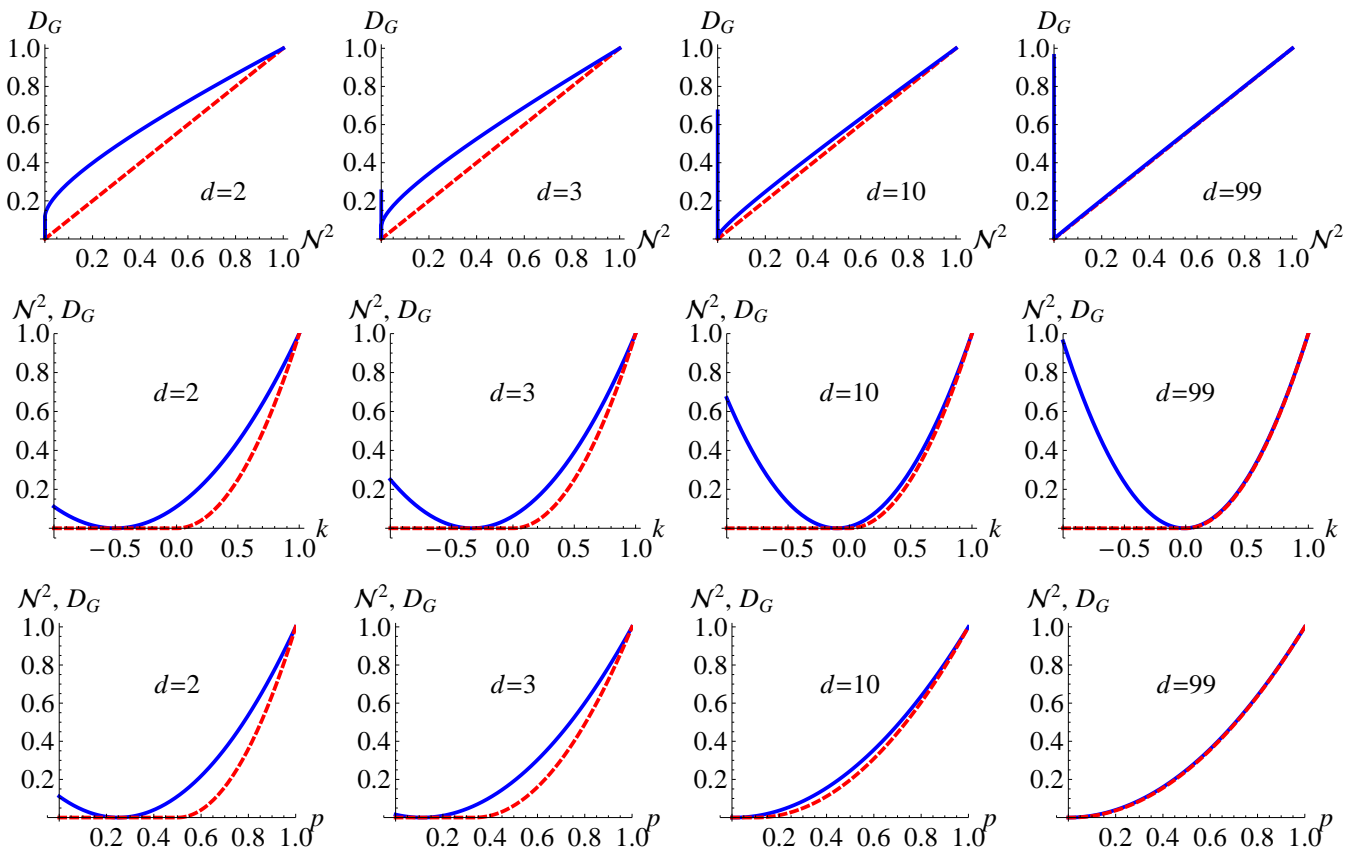 D_G D_G D_G D_G
1.0 1.0 1.0 1.0
0.8 0.8 0.8 0.8
0.6 0.6 0.6 0.6
0.4 0.4 0.4 0.4
0.2 d=2 0.2 d=3 0.2 d=10 0.2 d=99
0.2 0.4 0.6 0.8 1.0 𝒩² 0.2 0.4 0.6 0.8 1.0 𝒩² 0.2 0.4 0.6 0.8 1.0 𝒩² 0.2 0.4 0.6 0.8 1.0 𝒩²
𝒩², D_G 𝒩², D_G 𝒩², D_G 𝒩², D_G
1.0 1.0 1.0 1.0
0.8 0.8 0.8 0.8
d=2 d=3 d=10 d=99
0.6 0.6 0.6 0.6
0.4 0.4 0.4 0.4
0.2 0.2 0.2 0.2
−0.5 0.0 0.5 1.0 k −0.5 0.0 0.5 1.0 k −0.5 0.0 0.5 1.0 k −0.5 0.0 0.5 1.0 k
𝒩², D_G 𝒩², D_G 𝒩², D_G 𝒩², D_G
1.0 1.0 1.0 1.0
0.8 0.8 0.8 0.8
d=2 d=3 d=10 d=99
0.6 0.6 0.6 0.6
0.4 0.4 0.4 0.4
0.2 0.2 0.2 0.2
0.2 0.4 0.6 0.8 1.0 p 0.2 0.4 0.6 0.8 1.0 p 0.2 0.4 0.6 0.8 1.0 p 0.2 0.4 0.6 0.8 1.0 p